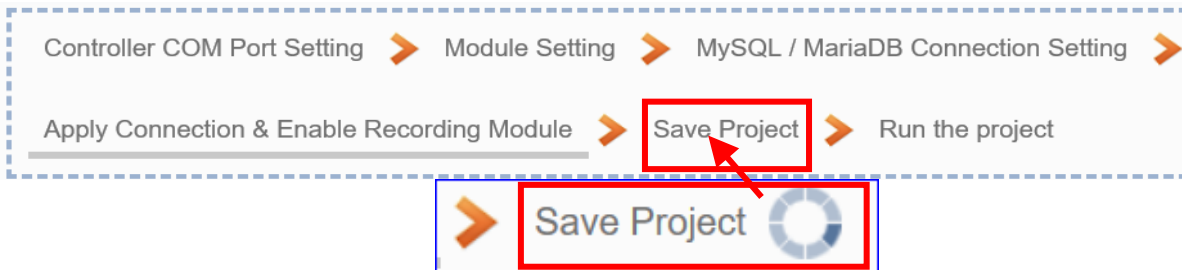 Controller COM Port Setting Module Setting MySQL / MariaDB Connection Setting
Apply Connection & Enable Recording Module Save Project Run the project
Save Project